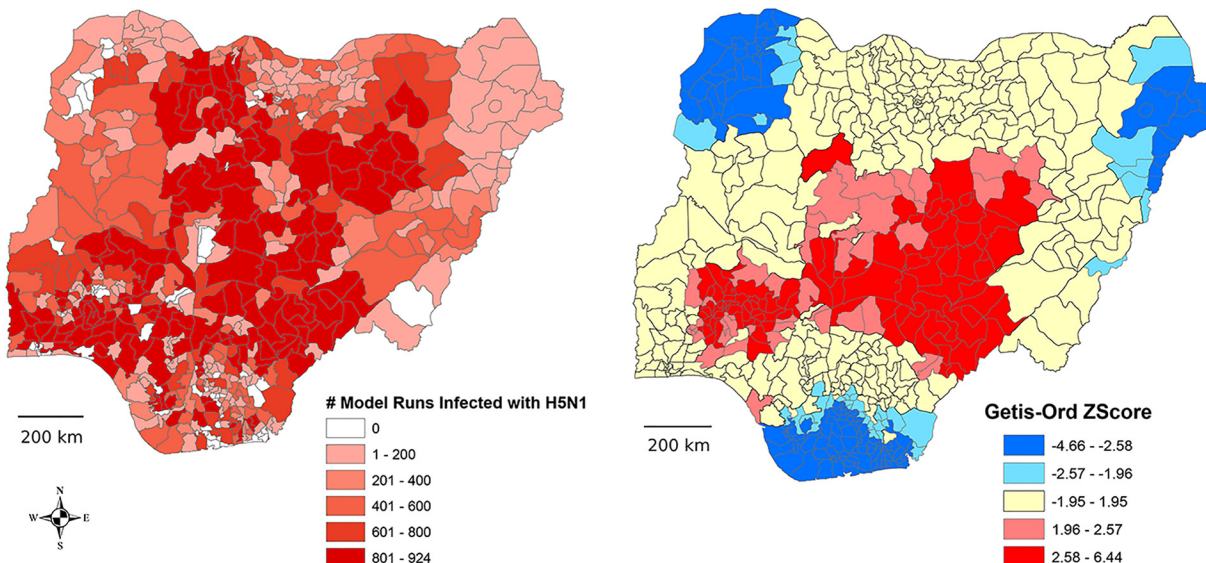 # Model Runs Infected with H5N1
0
1 - 200
201 - 400
401 - 600
601 - 800
801 - 924
200 km
N
W E
S
Getis-Ord ZScore
-4.66 - -2.58
-2.57 - -1.96
-1.95 - 1.95
1.96 - 2.57
2.58 - 6.44
200 km